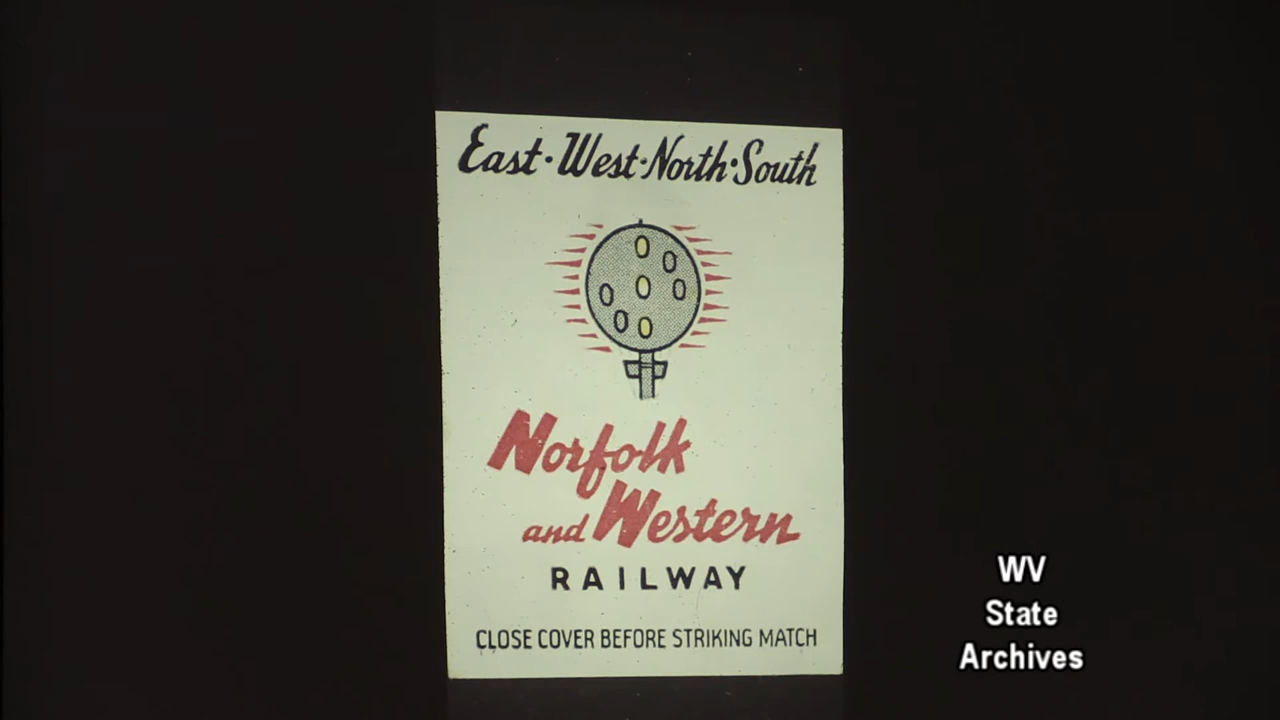 East·West·North·South
Norfolk
and Western
RAILWAY
CLOSE COVER BEFORE STRIKING MATCH
WV
State
Archives